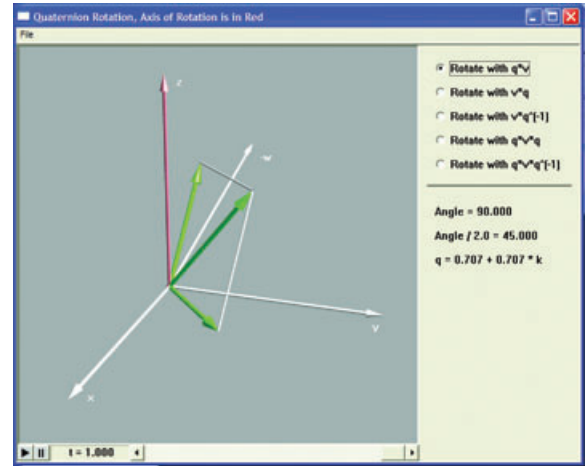 Quaternion Rotation, Axis of Rotation is in Red
File
Rotate with q*v
Rotate with v*q
Rotate with v*q^[-1]
Rotate with q*v*q
Rotate with q*v*q^[-1]
Angle = 90.000
Angle / 2.0 = 45.000
q = 0.707 + 0.707 * k
z
y
x
t = 1.000